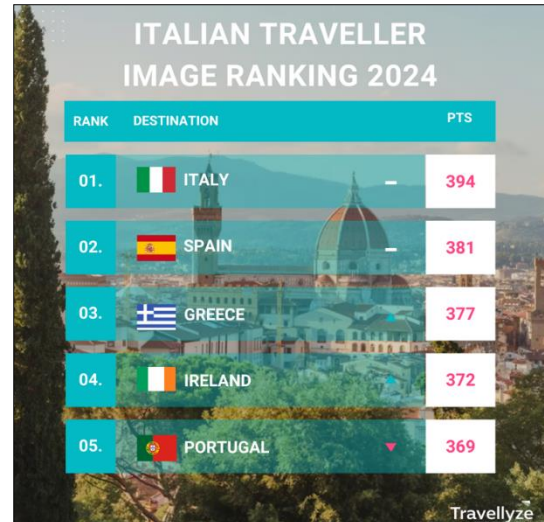 ITALIAN TRAVELLER
IMAGE RANKING 2024
RANK DESTINATION PTS
01. ITALY 394
02. SPAIN 381
03. GREECE 377
04. IRELAND 372
05. PORTUGAL 369
Travellyze